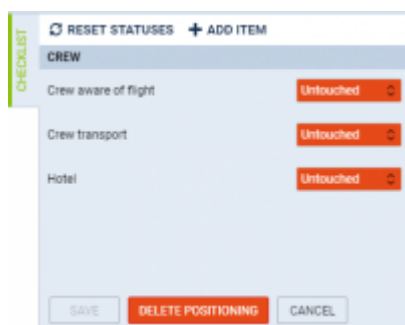 CHECKLIST
RESET STATUSES + ADD ITEM
CREW
Crew aware of flight Untouched
Crew transport Untouched
Hotel Untouched
SAVE DELETE POSITIONING CANCEL